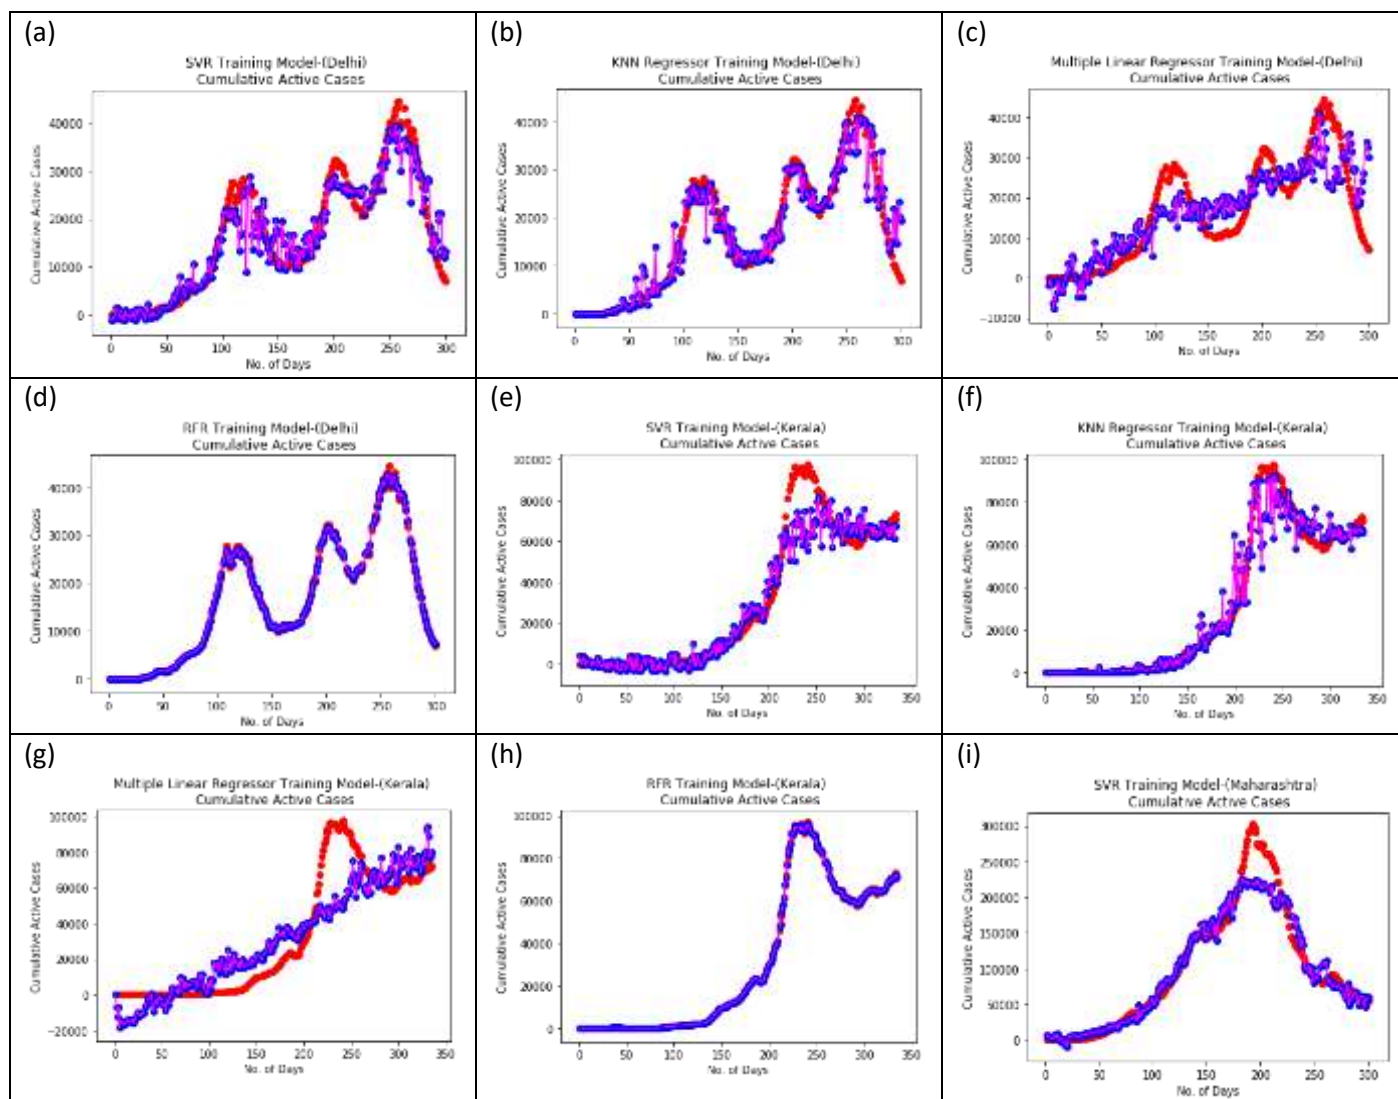 (a)
SVR Training Model-(Delhi)
Cumulative Active Cases
Cumulative Active Cases
40000
30000
20000
10000
0
0 50 100 150 200 250 300
No. of Days
(b)
KNN Regressor Training Model-(Delhi)
Cumulative Active Cases
Cumulative Active Cases
40000
30000
20000
10000
0
0 50 100 150 200 250 300
No. of Days
(c)
Multiple Linear Regressor Training Model-(Delhi)
Cumulative Active Cases
Cumulative Active Cases
40000
30000
20000
10000
0
−10000
0 50 100 150 200 250 300
No. of Days
(d)
RFR Training Model-(Delhi)
Cumulative Active Cases
Cumulative Active Cases
40000
30000
20000
10000
0
0 50 100 150 200 250 300
No. of Days
(e)
SVR Training Model-(Kerala)
Cumulative Active Cases
Cumulative Active Cases
100000
80000
60000
40000
20000
0
0 50 100 150 200 250 300 350
No. of Days
(f)
KNN Regressor Training Model-(Kerala)
Cumulative Active Cases
Cumulative Active Cases
100000
80000
60000
40000
20000
0
0 50 100 150 200 250 300 350
No. of Days
(g)
Multiple Linear Regressor Training Model-(Kerala)
Cumulative Active Cases
Cumulative Active Cases
100000
80000
60000
40000
20000
0
−20000
0 50 100 150 200 250 300 350
No. of Days
(h)
RFR Training Model-(Kerala)
Cumulative Active Cases
Cumulative Active Cases
100000
80000
60000
40000
20000
0
0 50 100 150 200 250 300 350
No. of Days
(i)
SVR Training Model-(Maharashtra)
Cumulative Active Cases
Cumulative Active Cases
300000
250000
200000
150000
100000
50000
0
0 50 100 150 200 250 300
No. of Days